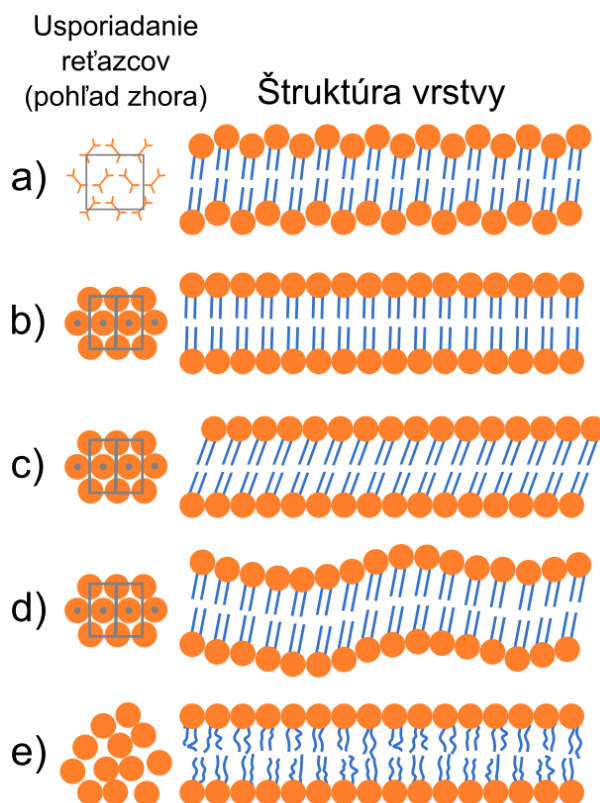 Usporiadanie
reťazcov
(pohľad zhora)
Štruktúra vrstvy
a)
b)
c)
d)
e)